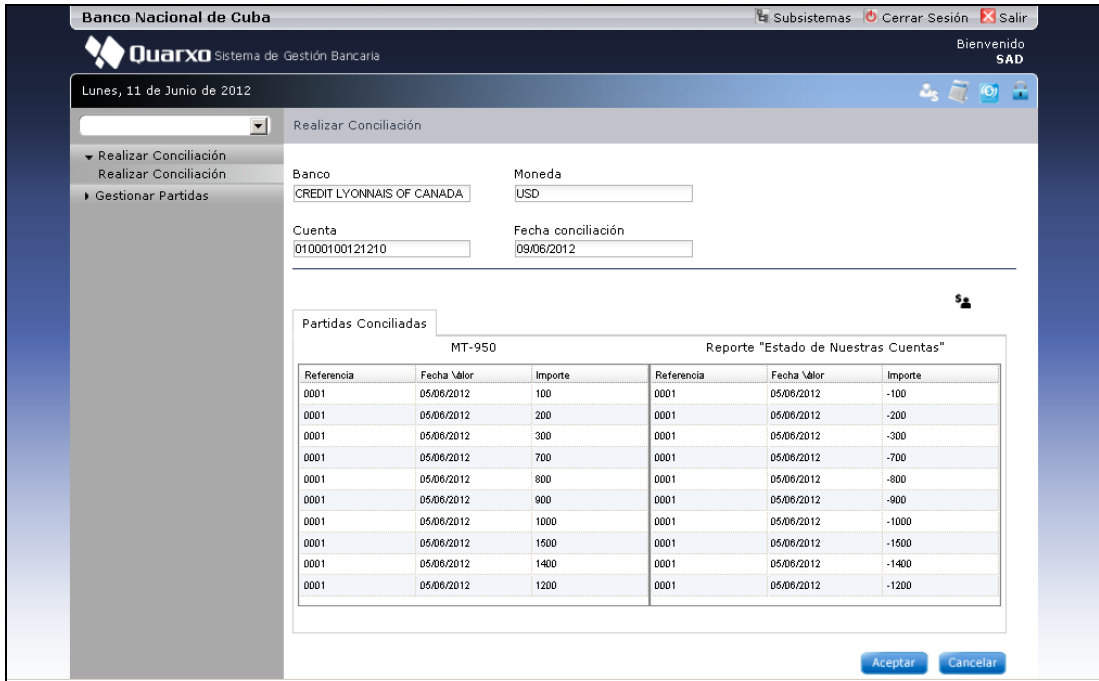 Banco Nacional de Cuba Subsistemas Cerrar Sesión Salir
Quarxo Sistema de Gestión Bancaria Bienvenido
SAD
Lunes, 11 de Junio de 2012
Realizar Conciliación
Realizar Conciliación
Realizar Conciliación
Gestionar Partidas
Banco Moneda
CREDIT LYONNAIS OF CANADA USD
Cuenta Fecha conciliación
01000100121210 09/06/2012
Partidas Conciliadas
MT-950 Reporte "Estado de Nuestras Cuentas"
Referencia Fecha Valor Importe Referencia Fecha Valor Importe
0001 05/06/2012 100 0001 05/06/2012 -100
0001 05/06/2012 200 0001 05/06/2012 -200
0001 05/06/2012 300 0001 05/06/2012 -300
0001 05/06/2012 700 0001 05/06/2012 -700
0001 05/06/2012 800 0001 05/06/2012 -800
0001 05/06/2012 900 0001 05/06/2012 -900
0001 05/06/2012 1000 0001 05/06/2012 -1000
0001 05/06/2012 1500 0001 05/06/2012 -1500
0001 05/06/2012 1400 0001 05/06/2012 -1400
0001 05/06/2012 1200 0001 05/06/2012 -1200
Aceptar Cancelar